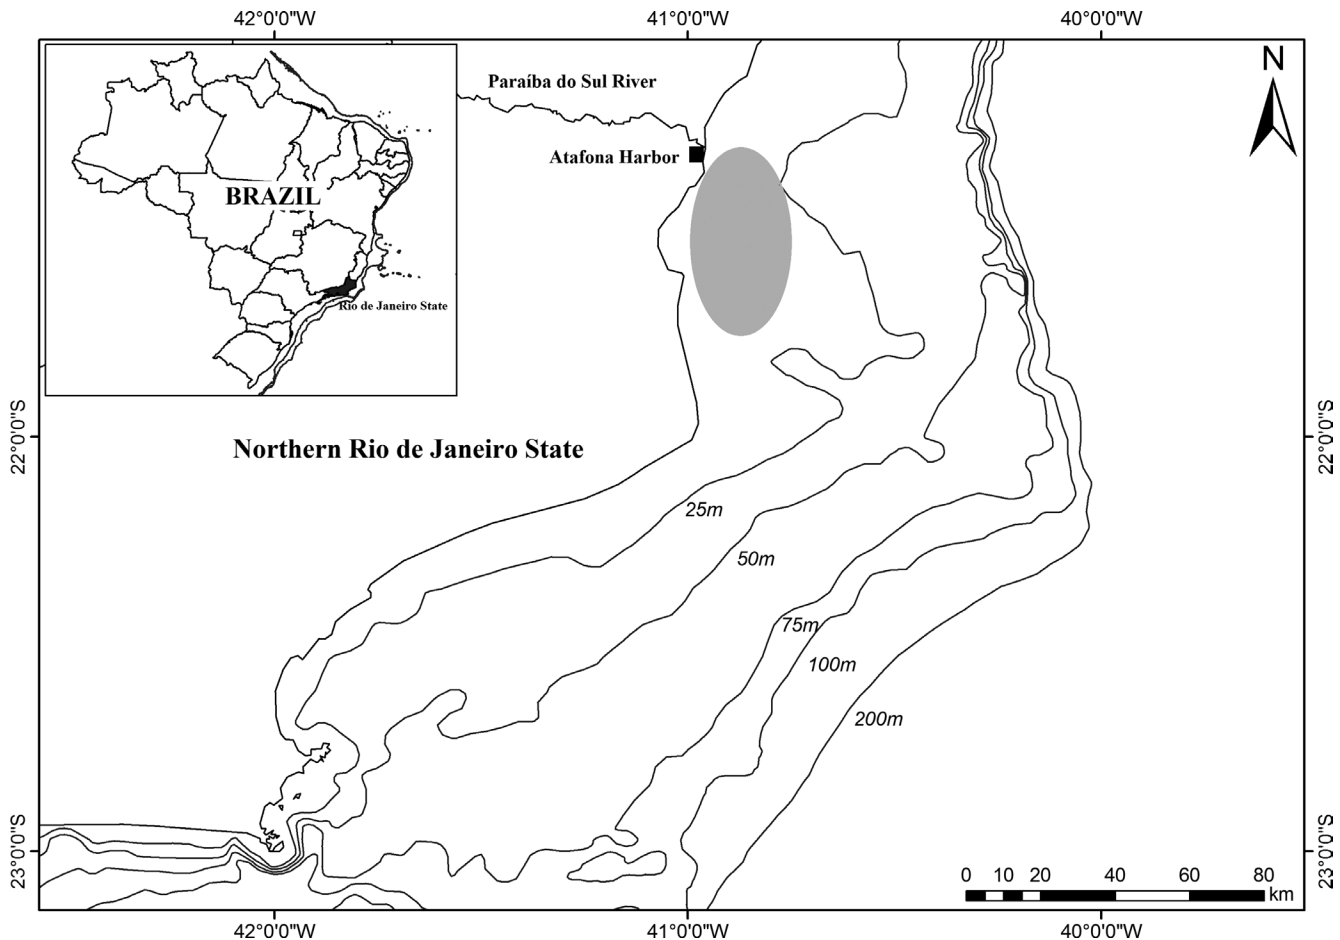 42°0'0"W
41°0'0"W
40°0'0"W
N
Paraíba do Sul River
Atafona Harbor
BRAZIL
Rio de Janeiro State
22°0'0"S
22°0'0"S
Northern Rio de Janeiro State
25m
50m
75m
100m
200m
23°0'0"S
23°0'0"S
0 10 20 40 60 80
km
42°0'0"W
41°0'0"W
40°0'0"W